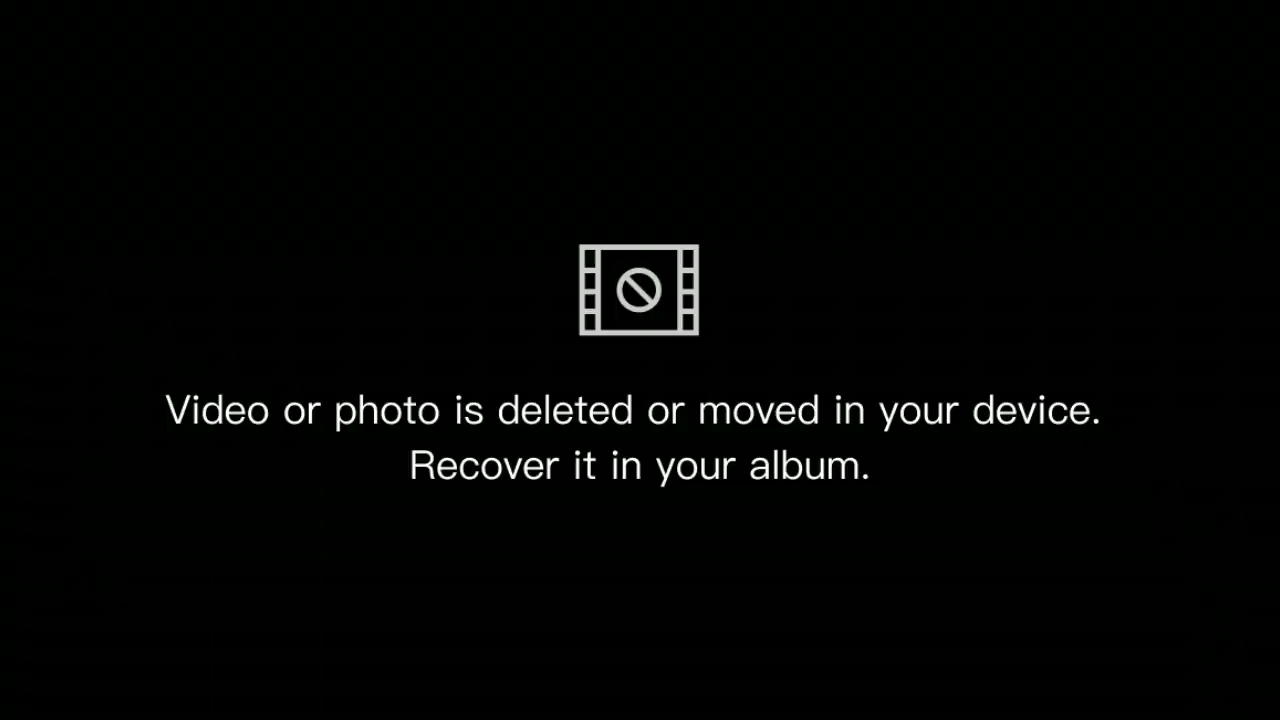 Video or photo is deleted or moved in your device.
Recover it in your album.